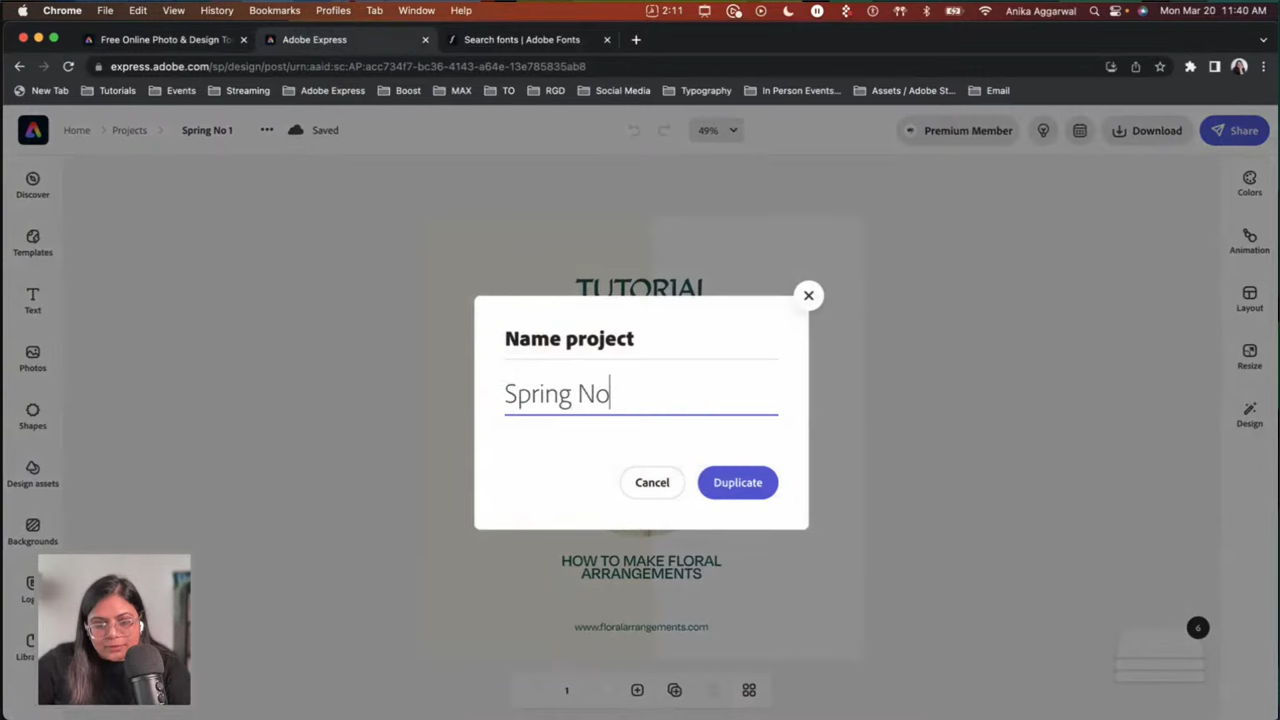 Chrome File Edit View History Bookmarks Profiles Tab Window Help 2:11 Anika Aggarwal Mon Mar 20 11:40 AM
Free Online Photo & Design To
Adobe Express
Search fonts | Adobe Fonts
express.adobe.com/sp/design/post/urn:aaid:sc:AP:acc734f7-bc36-4143-a64e-13e785835ab8
New Tab Tutorials Events Streaming Adobe Express Boost MAX TO RGD Social Media Typography In Person Events... Assets / Adobe St... Email
Home Projects Spring No 1 ••• Saved 49% Premium Member Download Share
Discover
Templates
Text
Photos
Shapes
Design assets
Backgrounds
Log
Libra
TUTORIAL
Name project
Spring No
Cancel Duplicate
HOW TO MAKE FLORAL
ARRANGEMENTS
www.floralarrangements.com
1
6
Colors
Animation
Layout
Resize
Design